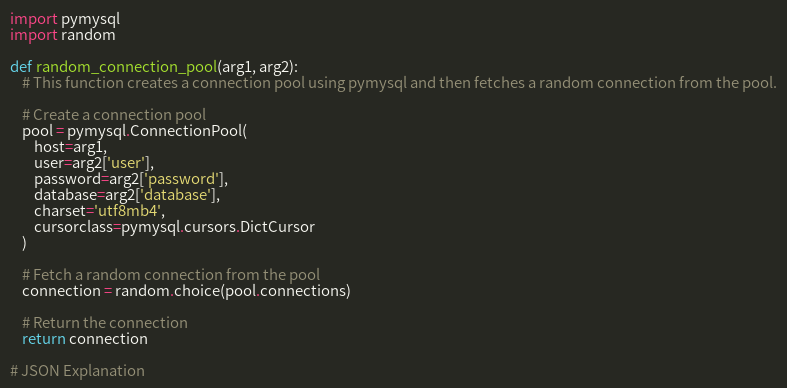 import pymysql
import random

def random_connection_pool(arg1, arg2):
    # This function creates a connection pool using pymysql and then fetches a random connection from the pool.

    # Create a connection pool
    pool = pymysql.ConnectionPool(
        host=arg1,
        user=arg2['user'],
        password=arg2['password'],
        database=arg2['database'],
        charset='utf8mb4',
        cursorclass=pymysql.cursors.DictCursor
    )

    # Fetch a random connection from the pool
    connection = random.choice(pool.connections)

    # Return the connection
    return connection

# JSON Explanation